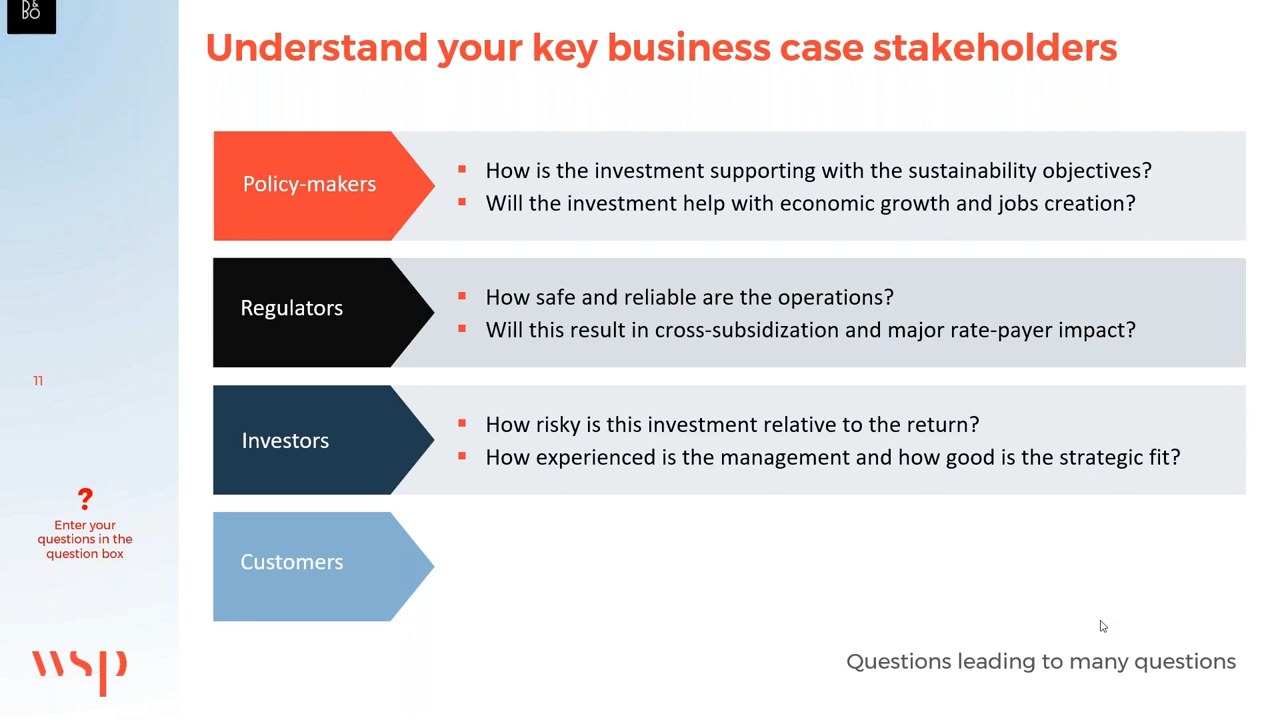 B&
BO
Understand your key business case stakeholders
Policy-makers
▪ How is the investment supporting with the sustainability objectives?
▪ Will the investment help with economic growth and jobs creation?
Regulators
▪ How safe and reliable are the operations?
▪ Will this result in cross-subsidization and major rate-payer impact?
11
Investors
▪ How risky is this investment relative to the return?
▪ How experienced is the management and how good is the strategic fit?
?
Enter your
questions in the
question box
Customers
wsp
Questions leading to many questions